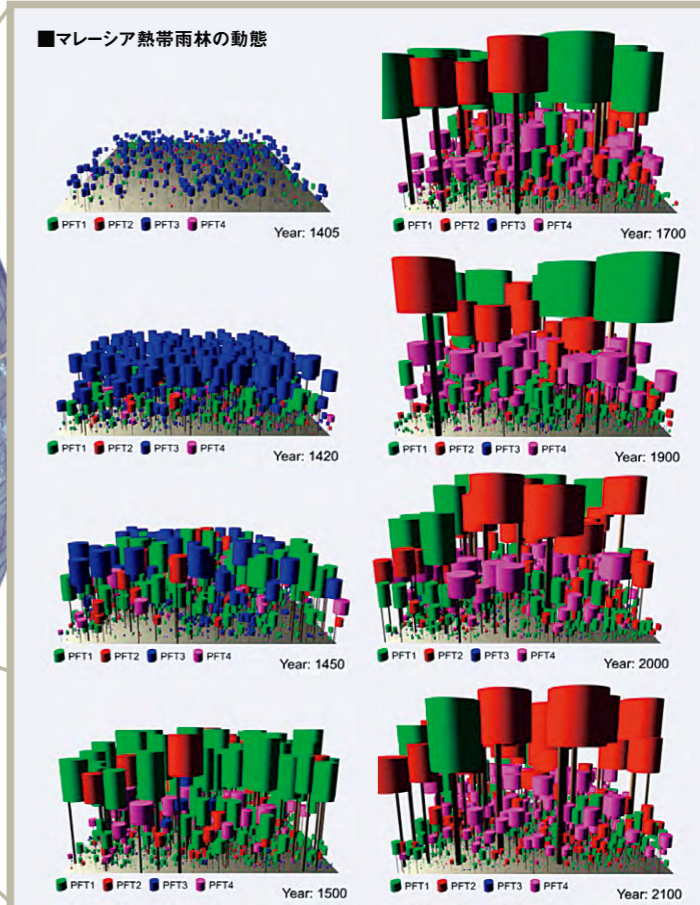 ■マレーシア熱帯雨林の動態
PFT1 PFT2 PFT3 PFT4
Year: 1405
PFT1 PFT2 PFT3 PFT4
Year: 1420
PFT1 PFT2 PFT3 PFT4
Year: 1450
PFT1 PFT2 PFT3 PFT4
Year: 1500
PFT1 PFT2 PFT3 PFT4
Year: 1700
PFT1 PFT2 PFT3 PFT4
Year: 1900
PFT1 PFT2 PFT3 PFT4
Year: 2000
PFT1 PFT2 PFT3 PFT4
Year: 2100